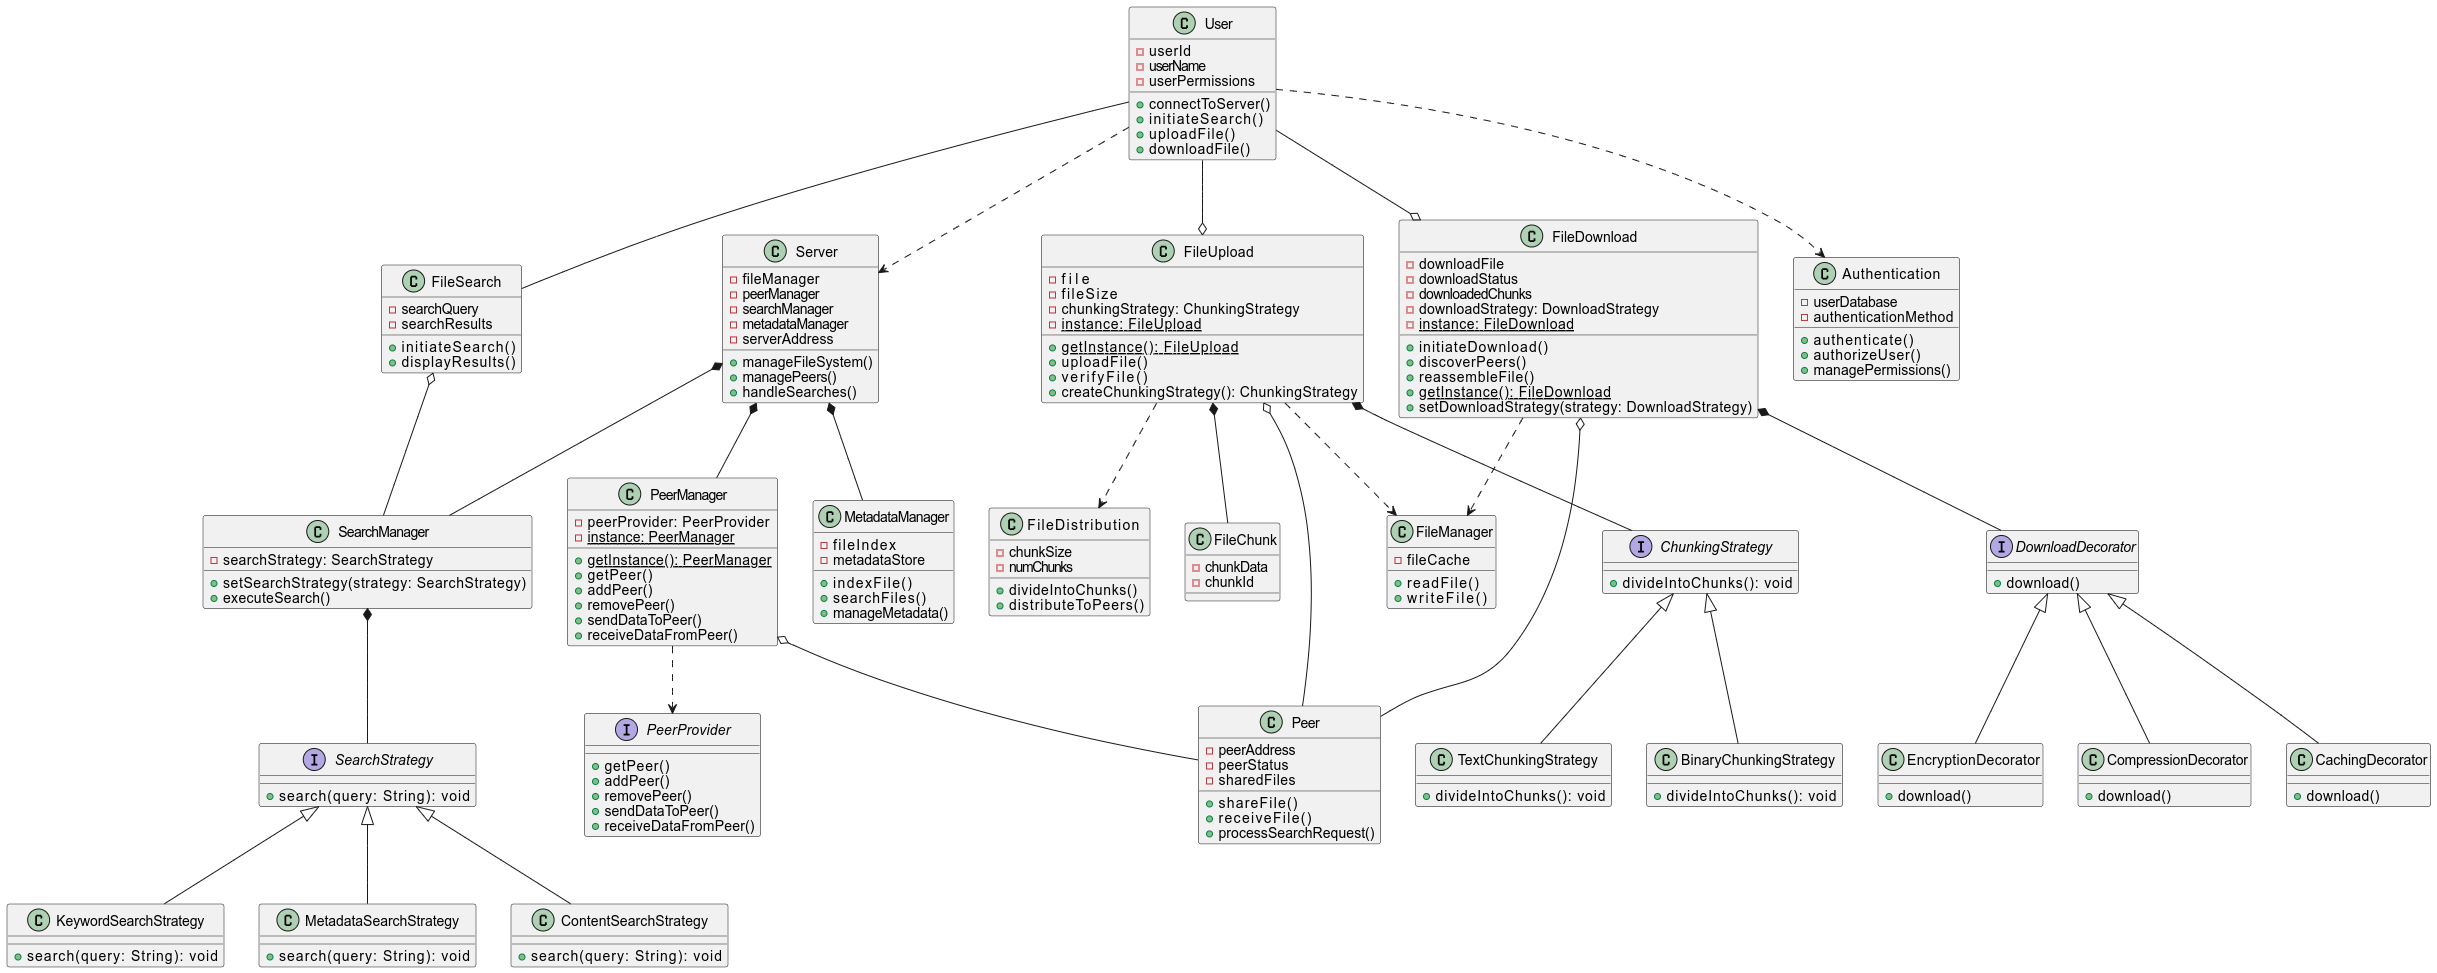 C User
userId
userName
userPermissions
connectToServer()
initiateSearch()
uploadFile()
downloadFile()
C FileSearch
searchQuery
searchResults
initiateSearch()
displayResults()
C Server
fileManager
peerManager
searchManager
metadataManager
serverAddress
manageFileSystem()
managePeers()
handleSearches()
C FileUpload
file
fileSize
chunkingStrategy: ChunkingStrategy
instance: FileUpload
getInstance(): FileUpload
uploadFile()
verifyFile()
createChunkingStrategy(): ChunkingStrategy
C FileDownload
downloadFile
downloadStatus
downloadedChunks
downloadStrategy: DownloadStrategy
instance: FileDownload
initiateDownload()
discoverPeers()
reassembleFile()
getInstance(): FileDownload
setDownloadStrategy(strategy: DownloadStrategy)
C Authentication
userDatabase
authenticationMethod
authenticate()
authorizeUser()
managePermissions()
C SearchManager
searchStrategy: SearchStrategy
setSearchStrategy(strategy: SearchStrategy)
executeSearch()
C PeerManager
peerProvider: PeerProvider
instance: PeerManager
getInstance(): PeerManager
getPeer()
addPeer()
removePeer()
sendDataToPeer()
receiveDataFromPeer()
C MetadataManager
fileIndex
metadataStore
indexFile()
searchFiles()
manageMetadata()
C FileDistribution
chunkSize
numChunks
divideIntoChunks()
distributeToPeers()
C FileChunk
chunkData
chunkId
C FileManager
fileCache
readFile()
writeFile()
I ChunkingStrategy
divideIntoChunks(): void
I DownloadDecorator
download()
I SearchStrategy
search(query: String): void
I PeerProvider
getPeer()
addPeer()
removePeer()
sendDataToPeer()
receiveDataFromPeer()
C Peer
peerAddress
peerStatus
sharedFiles
shareFile()
receiveFile()
processSearchRequest()
C TextChunkingStrategy
divideIntoChunks(): void
C BinaryChunkingStrategy
divideIntoChunks(): void
C EncryptionDecorator
download()
C CompressionDecorator
download()
C CachingDecorator
download()
C KeywordSearchStrategy
search(query: String): void
C MetadataSearchStrategy
search(query: String): void
C ContentSearchStrategy
search(query: String): void